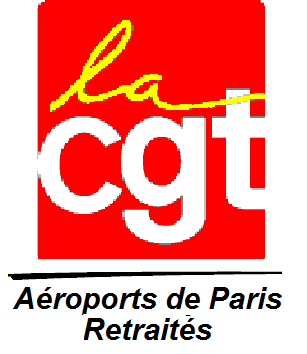 la
cgt
Aéroports de Paris
Retraités